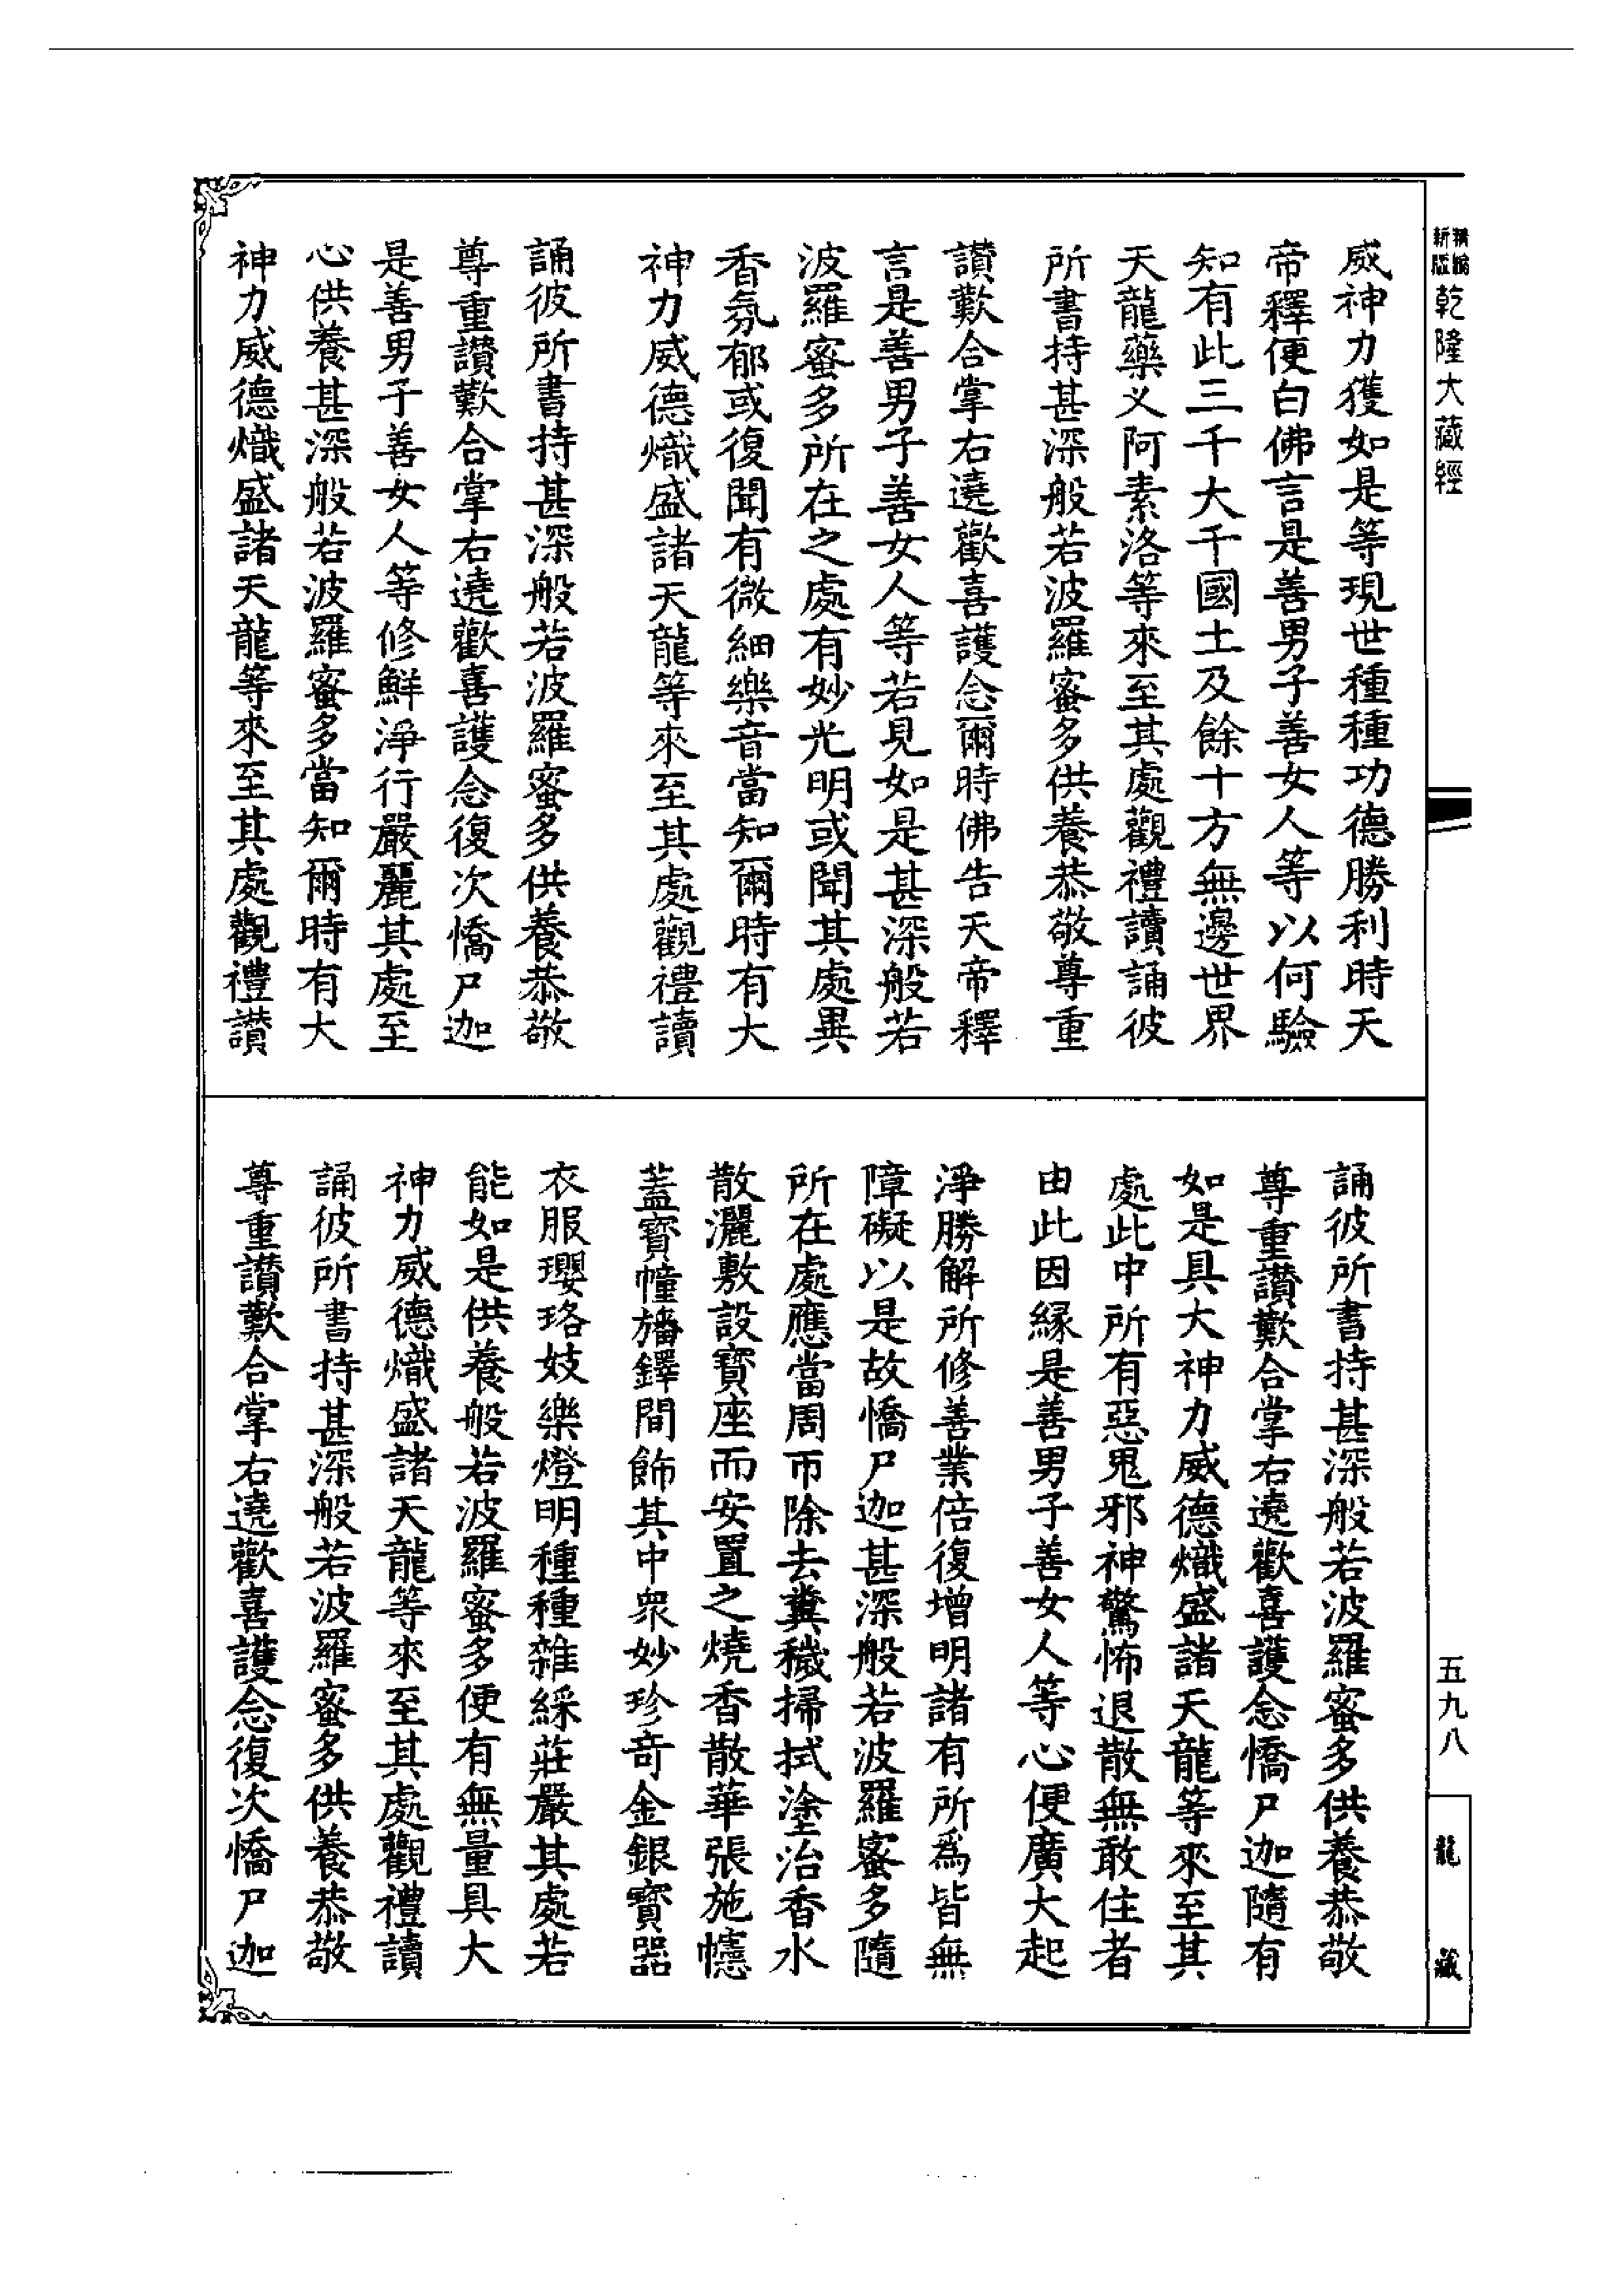 精編
新版
乾隆大藏經
威神力獲如是等現世種種功德勝利時天
帝釋便白佛言是善男子善女人等以何驗
知有此三千大千國土及餘十方無邊世界
天龍藥义阿素洛等來至其處觀禮讀誦彼
所書持甚深般若波羅蜜多供養恭敬尊重
讚歎合掌右遶歡喜護念爾時佛告天帝釋
言是善男子善女人等若見如是甚深般若
波羅蜜多所在之處有妙光明或聞其處異
香氛郁或復聞有微細樂音當知爾時有大
神力威德熾盛諸天龍等來至其處觀禮讀
誦彼所書持甚深般若波羅蜜多供養恭敬
尊重讚歎合掌右遶歡喜護念復次憍尸迦
是善男子善女人等修鮮淨行嚴麗其處至
心供養甚深般若波羅蜜多當知爾時有大
神力威德熾盛諸天龍等來至其處觀禮讚
誦彼所書持甚深般若波羅蜜多供養恭敬
尊重讚歎合掌右遶歡喜護念憍尸迦隨有
如是具大神力威德熾盛諸天龍等來至其
處此中所有惡鬼邪神驚怖退散無敢住者
由此因緣是善男子善女人等心便廣大起
淨勝解所修善業倍復增明諸有所爲皆無
障礙以是故憍尸迦甚深般若波羅蜜多隨
所在處應當周帀除去糞穢掃拭塗治香水
散灑敷設寶座而安置之燒香散華張施幰
蓋寶幢旛鐸間飾其中眾妙珍奇金銀寶器
衣服瓔珞妓樂燈明種種雜綵莊嚴其處若
能如是供養般若波羅蜜多便有無量具大
神力威德熾盛諸天龍等來至其處觀禮讀
誦彼所書持甚深般若波羅蜜多供養恭敬
尊重讚歎合掌右遶歡喜護念復次憍尸迦
五九八
龍藏